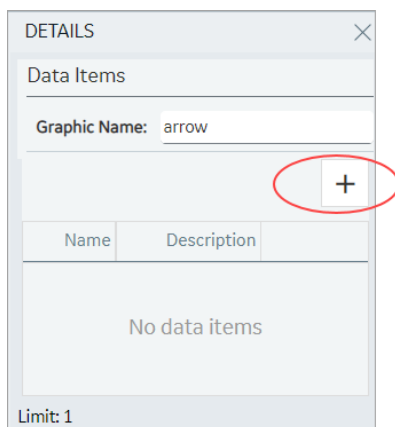 DETAILS
Data Items
Graphic Name: arrow
+
Name Description
No data items
Limit: 1